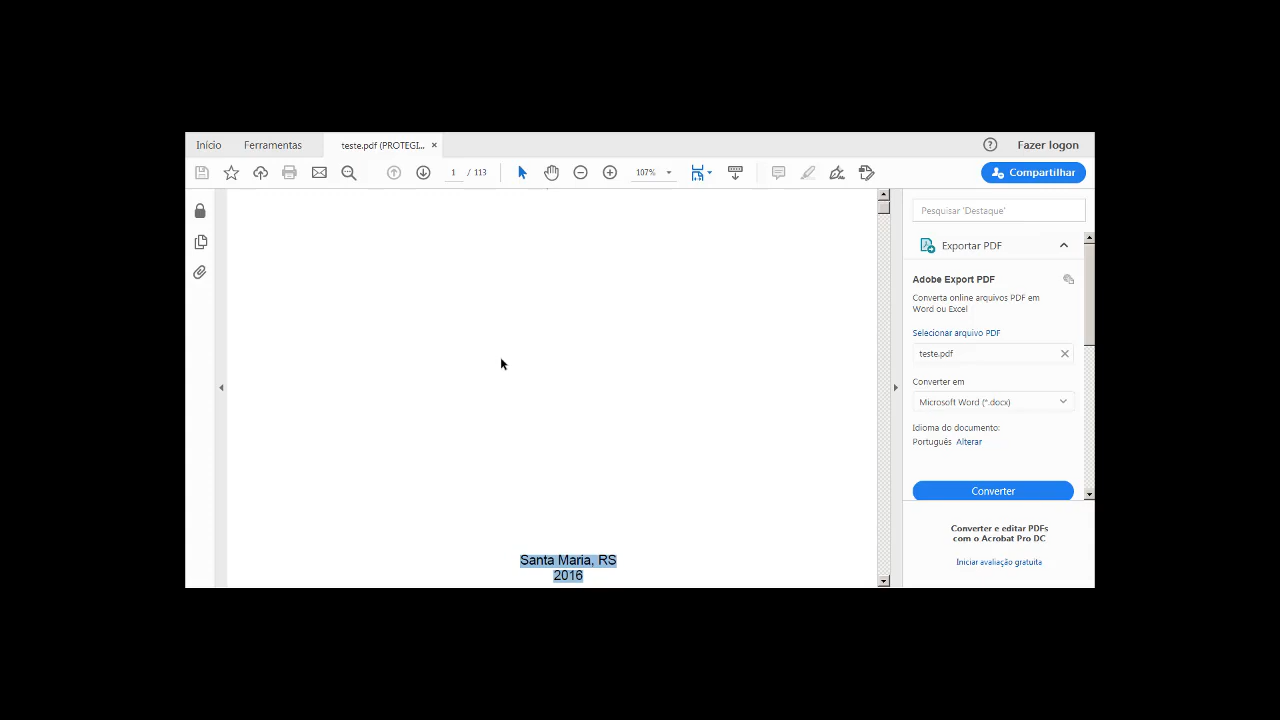 Início Ferramentas teste.pdf (PROTEGI... × Fazer logon
1 / 113 107% Compartilhar
Pesquisar 'Destaque'
Exportar PDF
Adobe Export PDF
Converta online arquivos PDF em
Word ou Excel
Selecionar arquivo PDF
teste.pdf
Converter em
Microsoft Word (*.docx)
Idioma do documento:
Português Alterar
Converter
Converter e editar PDFs
com o Acrobat Pro DC
Iniciar avaliação gratuita
Santa Maria, RS
2016